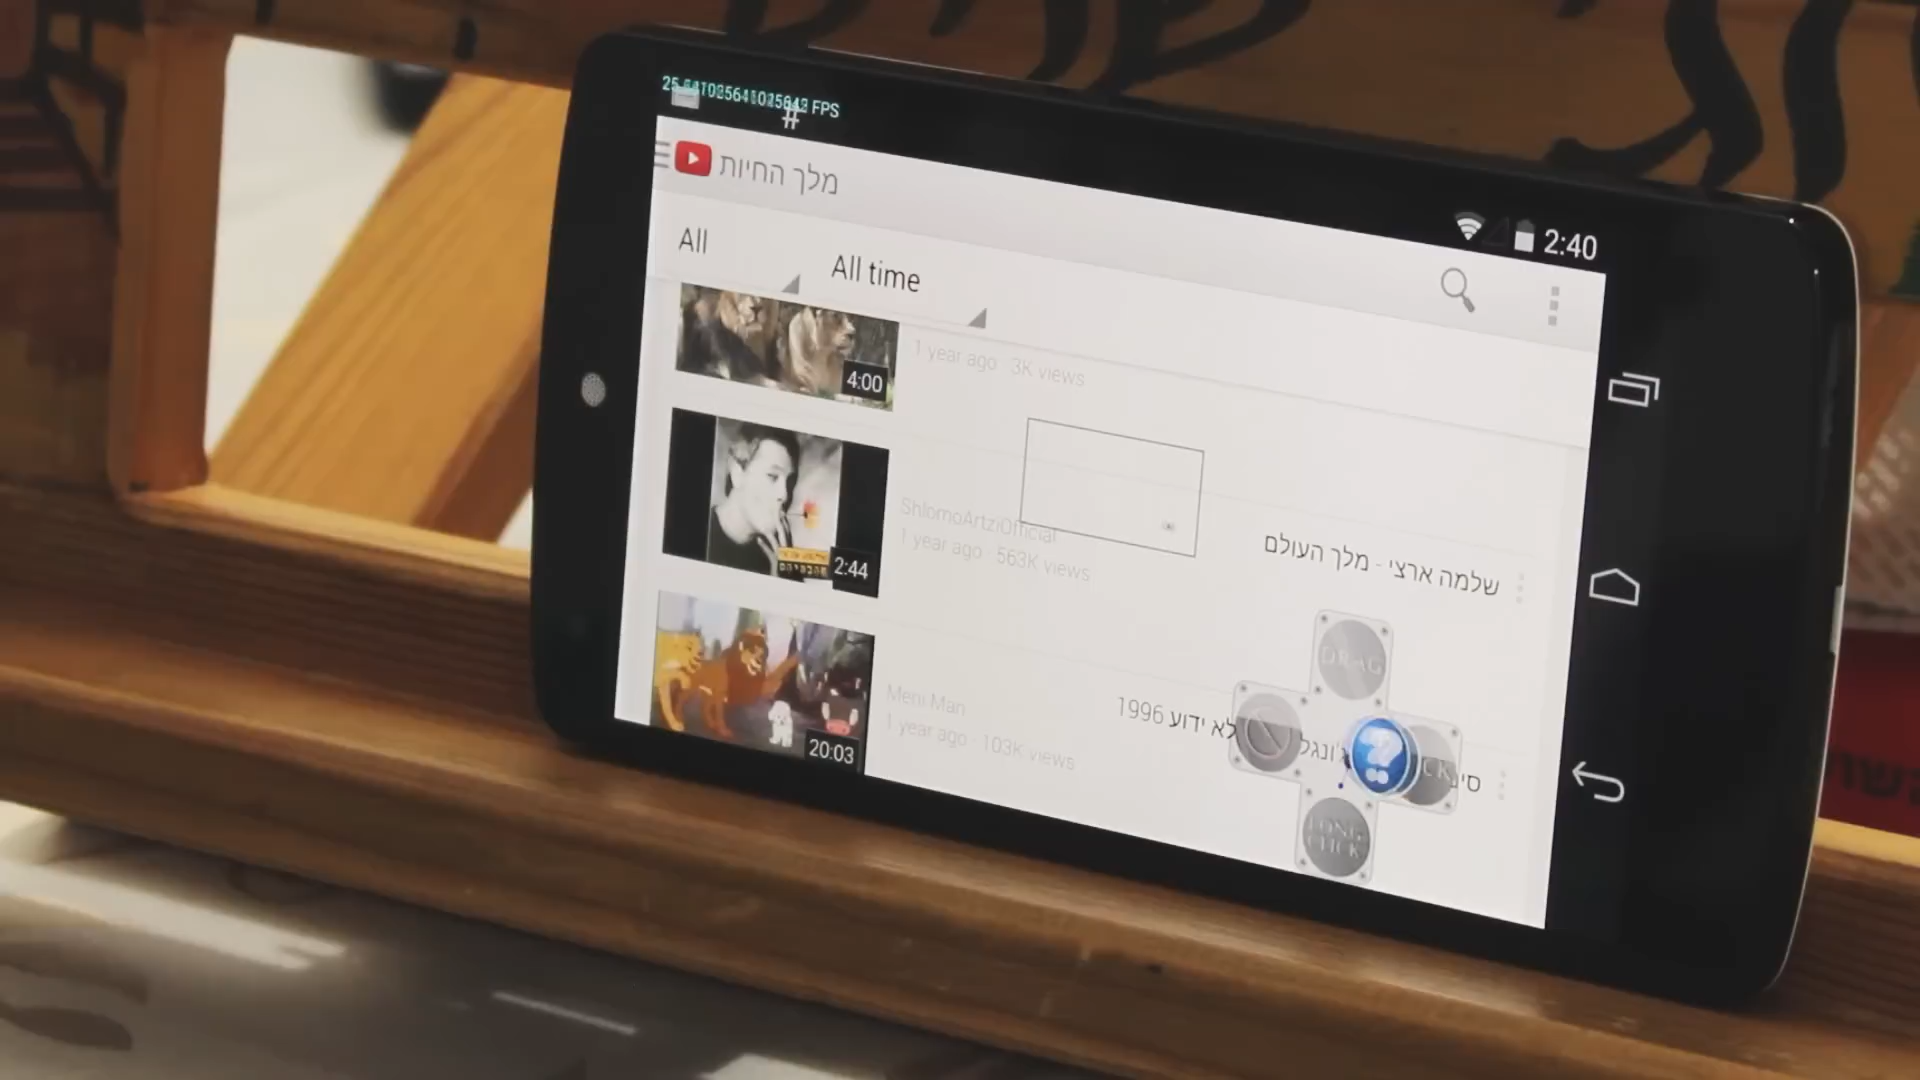 FPS
2:40
מלך החיות
All
All time
4:00
1 year ago · 3K views
2:44
שלמה ארצי - מלך העולם
ShlomoArtziOfficial
1 year ago · 563K views
20:03
לא ידוע 1996
Meni Man
1 year ago · 103K views
DRAG
LONG
CLICK